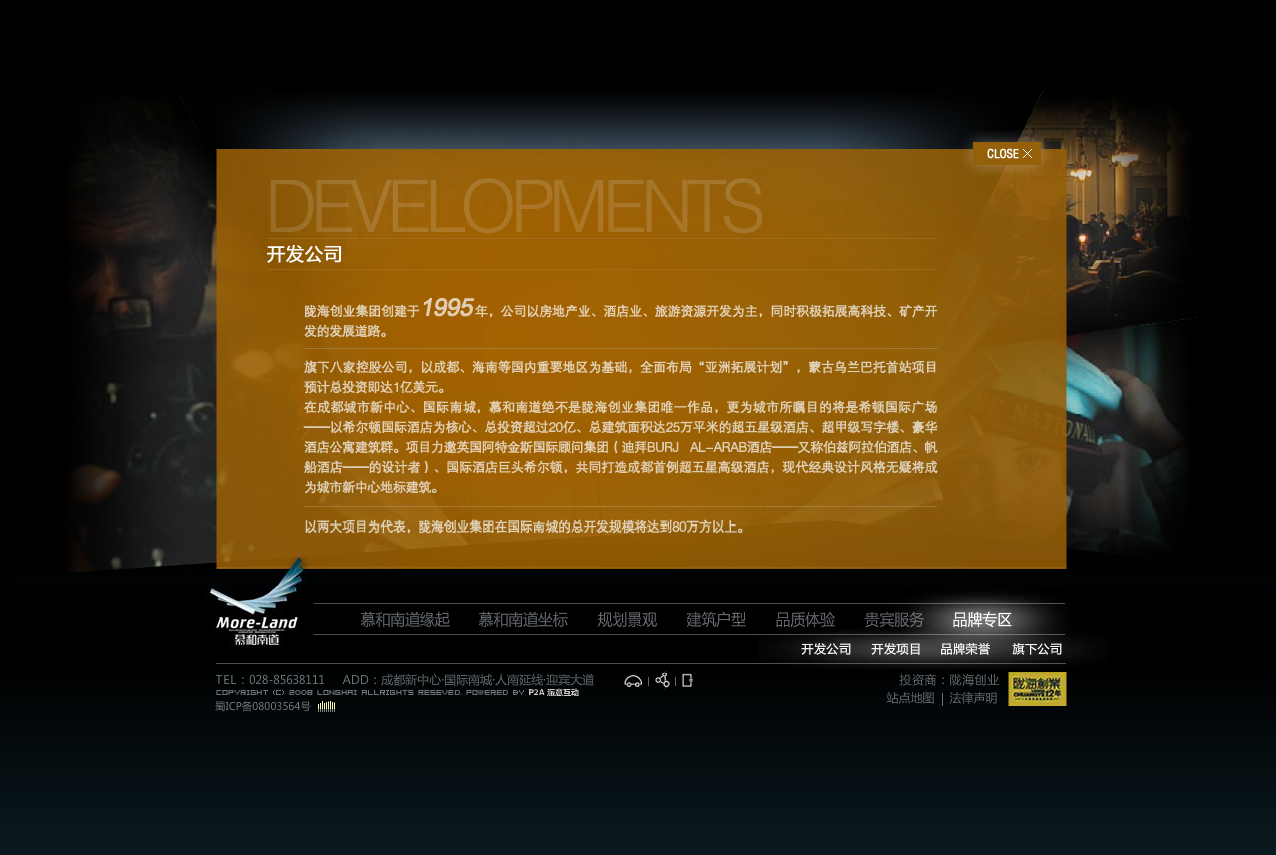 CLOSE
DEVELOPMENTS
开发公司
陇海创业集团创建于1995年，公司以房地产业、酒店业、旅游资源开发为主，同时积极拓展高科技、矿产开
发的发展道路。
旗下八家控股公司，以成都、海南等国内重要地区为基础，全面布局“亚洲拓展计划”，蒙古乌兰巴托首站项目
预计总投资即达1亿美元。
在成都城市新中心、国际南城，慕和南道绝不是陇海创业集团唯一作品，更为城市所瞩目的将是希顿国际广场
——以希尔顿国际酒店为核心、总投资超过20亿、总建筑面积达25万平米的超五星级酒店、超甲级写字楼、豪华
酒店公寓建筑群。项目力邀英国阿特金斯国际顾问集团（迪拜BURJ AL-ARAB酒店——又称伯兹阿拉伯酒店、帆
船酒店——的设计者）、国际酒店巨头希尔顿，共同打造成都首例超五星高级酒店，现代经典设计风格无疑将成
为城市新中心地标建筑。
以两大项目为代表，陇海创业集团在国际南城的总开发规模将达到80万方以上。
More-Land
慕和南道
慕和南道缘起 慕和南道坐标 规划景观 建筑户型 品质体验 贵宾服务 品牌专区
开发公司 开发项目 品牌荣誉 旗下公司
TEL：028-85638111 ADD：成都新中心·国际南城·人南延线·迎宾大道
COPYRIGHT (C) 2008 LONGHAI ALLRIGHTS RESEVED. POWERED BY P2A 派意互动
蜀ICP备08003564号
投资商：陇海创业
站点地图 | 法律声明
陇海創業
CHUANGYE 12年